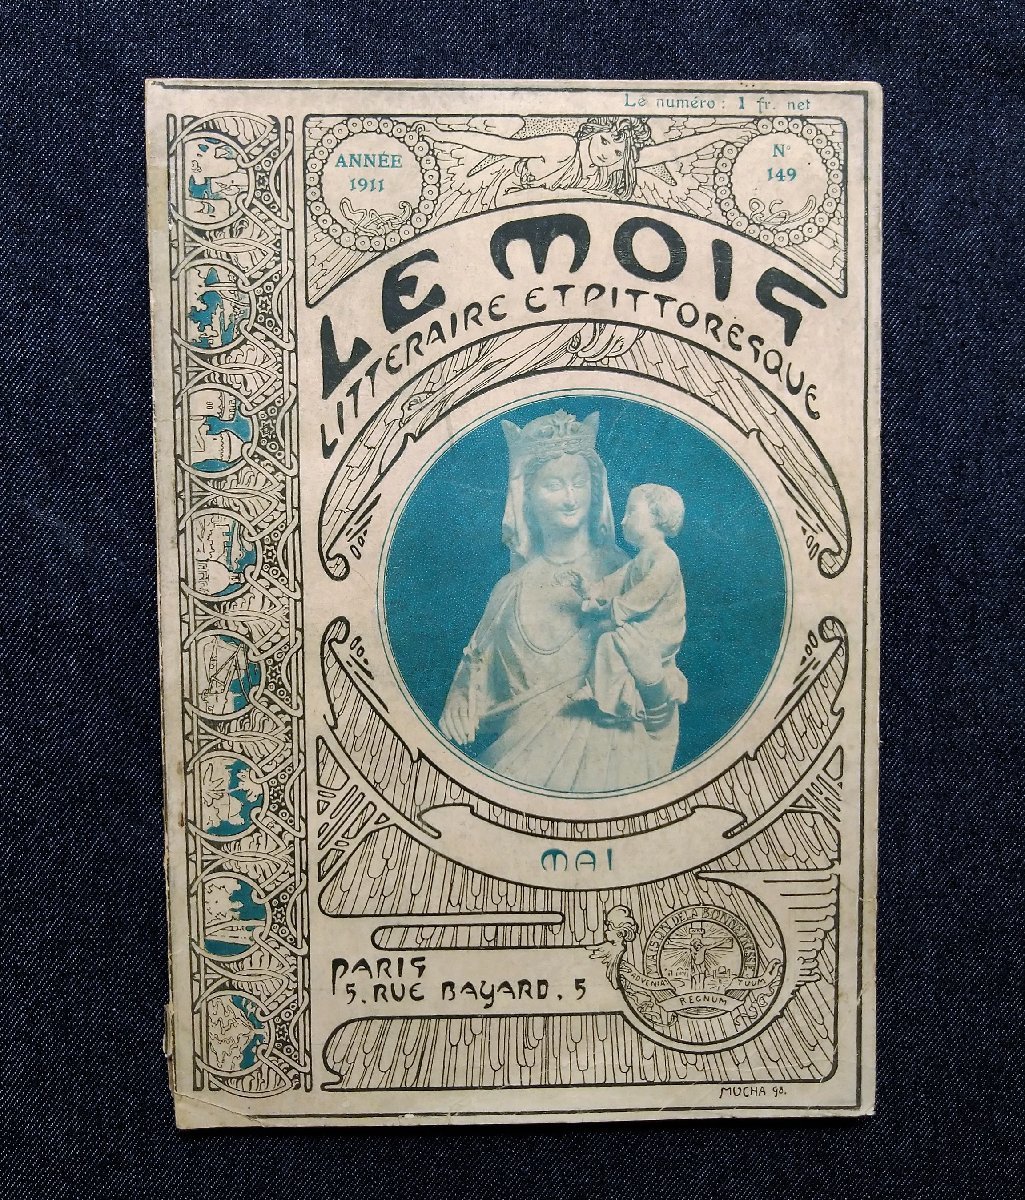 Le numéro : 1 fr. net
ANNÉE
1911
N°
149
LE MOIS
LITTERAIRE ET PITTORESQUE
MAI
PARIS
5, RUE BAYARD, 5
MAISON DE LA BONNE PRESSE
ADVENIAT
REGNUM
TUUM
MUCHA 98.